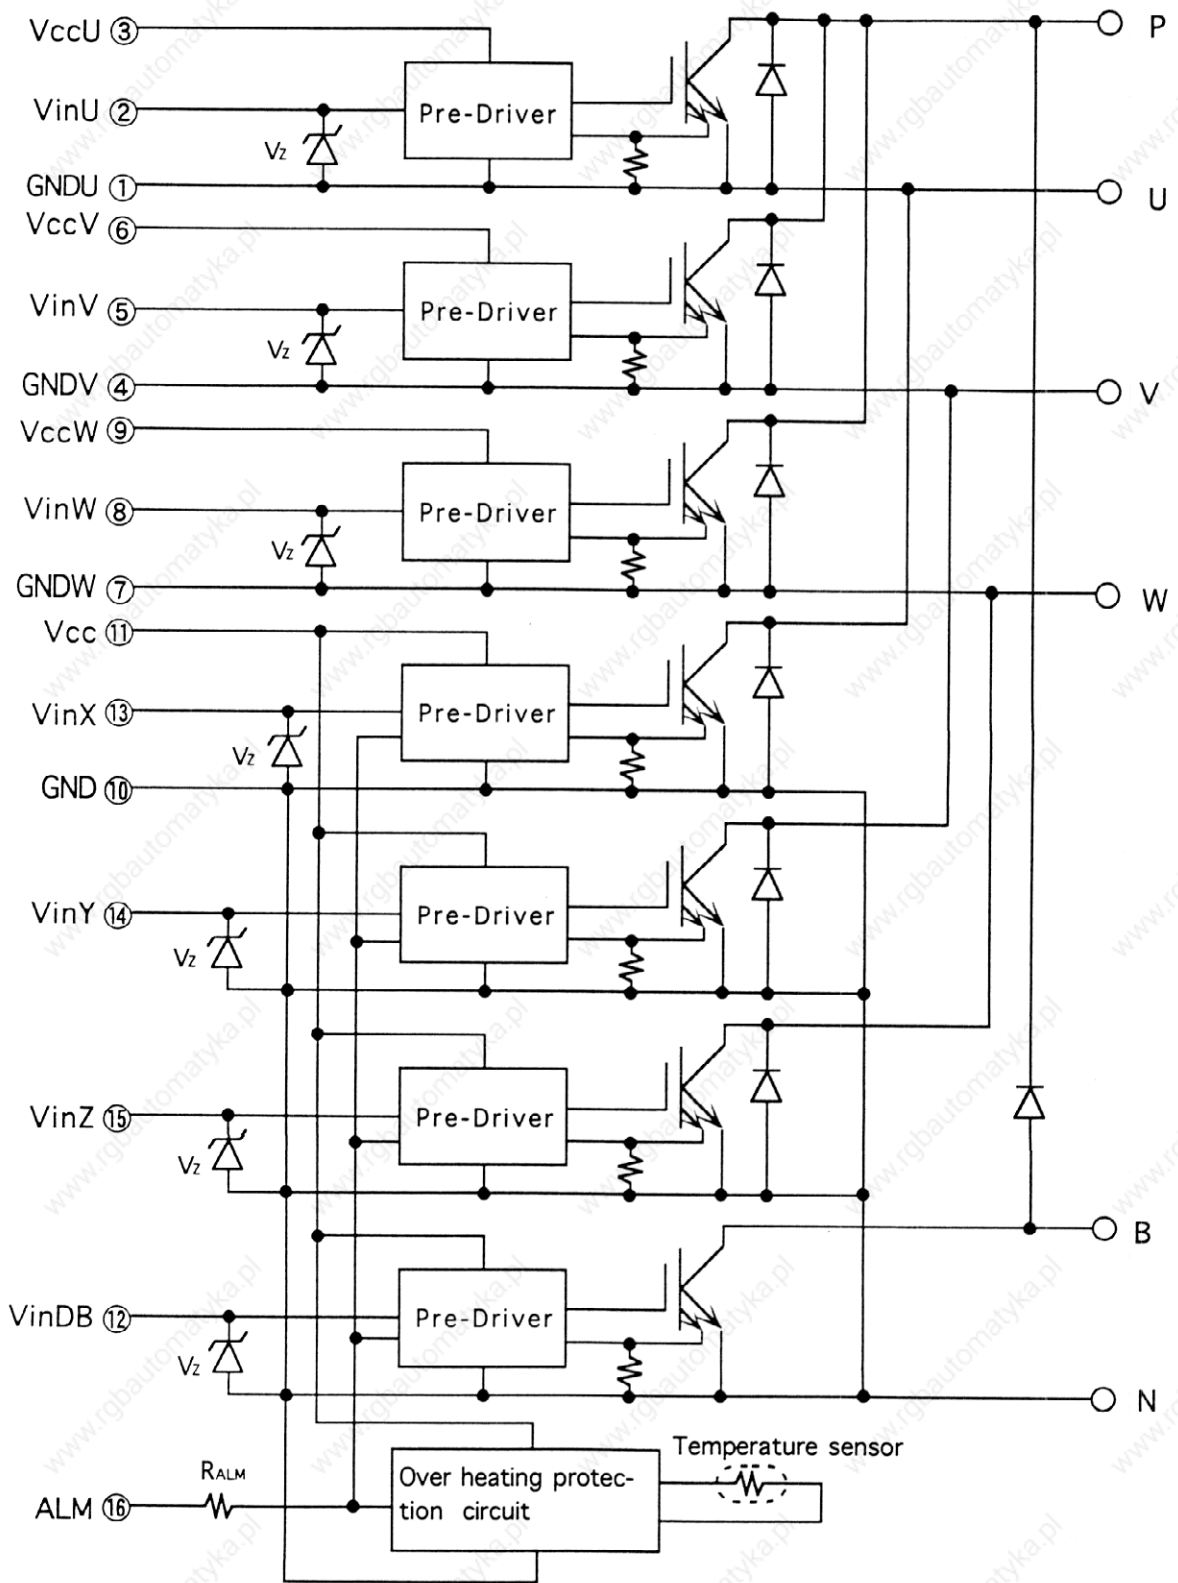 VccU ③
P
VinU ②
Pre-Driver
Vz
GNDU ①
U
VccV ⑥
VinV ⑤
Pre-Driver
Vz
GNDV ④
V
VccW ⑨
VinW ⑧
Pre-Driver
Vz
GNDW ⑦
W
Vcc ⑪
VinX ⑬
Pre-Driver
Vz
GND ⑩
VinY ⑭
Pre-Driver
Vz
VinZ ⑮
Pre-Driver
Vz
B
VinDB ⑫
Pre-Driver
Vz
N
Temperature sensor
RALM
Over heating protec-
tion circuit
ALM ⑯
www.rgbautomatyka.pl